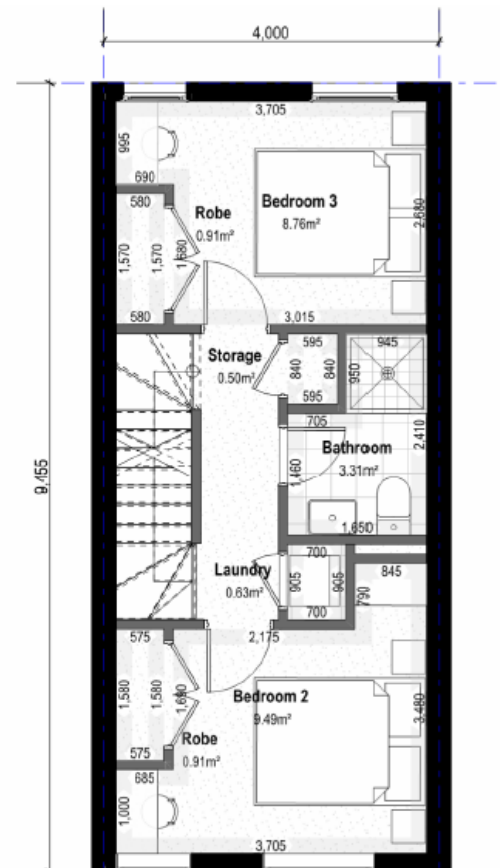 4,000
3,705
995
690
580
Robe
0.91m²
Bedroom 3
8.76m²
2,680
1,570
1,570
1,680
580
3,015
Storage
0.50m²
595
840
840
595
945
950
705
Bathroom
3.31m²
2,410
1,460
1,650
9,455
Laundry
0.63m²
700
905
905
700
845
790
2,175
575
1,580
1,580
Bedroom 2
9.49m²
3,480
575
Robe
0.91m²
685
1,000
3,705